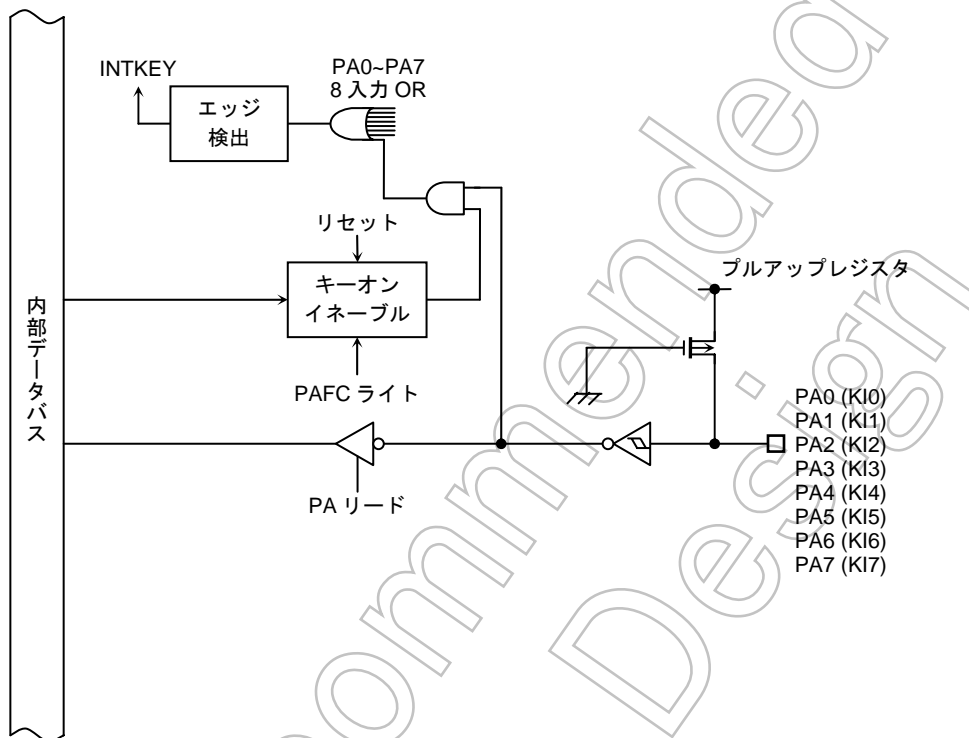 INTKEY
PA0~PA7
8 入力 OR
エッジ
検出
リセット
キーオン
イネーブル
PAFC ライト
内部データバス
PA リード
プルアップレジスタ
PA0 (KI0)
PA1 (KI1)
PA2 (KI2)
PA3 (KI3)
PA4 (KI4)
PA5 (KI5)
PA6 (KI6)
PA7 (KI7)
ommended
Design